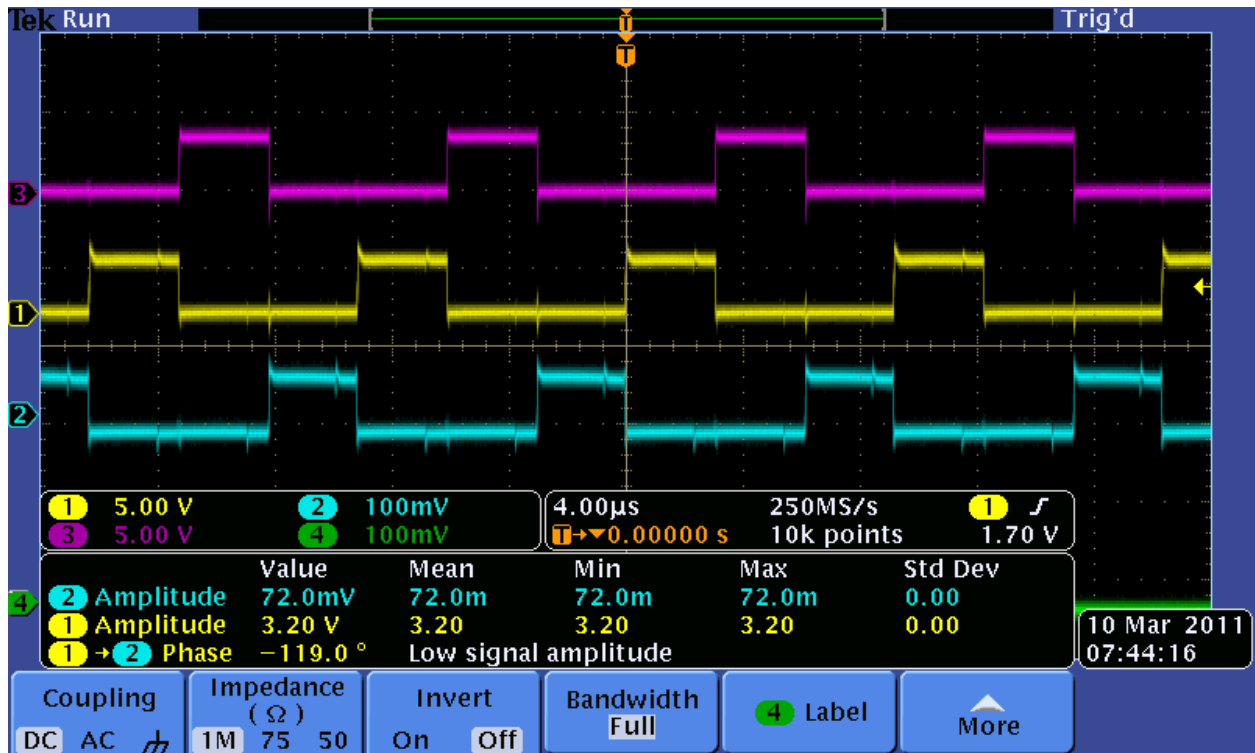 Tek Run Trig'd
T
T
3
1
2
4
1 5.00 V 2 100mV
3 5.00 V 4 100mV
4.00µs 250MS/s 1
T→▼0.00000 s 10k points 1.70 V
Value Mean Min Max Std Dev
2 Amplitude 72.0mV 72.0m 72.0m 72.0m 0.00
1 Amplitude 3.20 V 3.20 3.20 3.20 0.00
1 → 2 Phase −119.0 ° Low signal amplitude
10 Mar 2011
07:44:16
Coupling
DC AC
Impedance
(Ω)
1M 75 50
Invert
On Off
Bandwidth
Full
4 Label
More